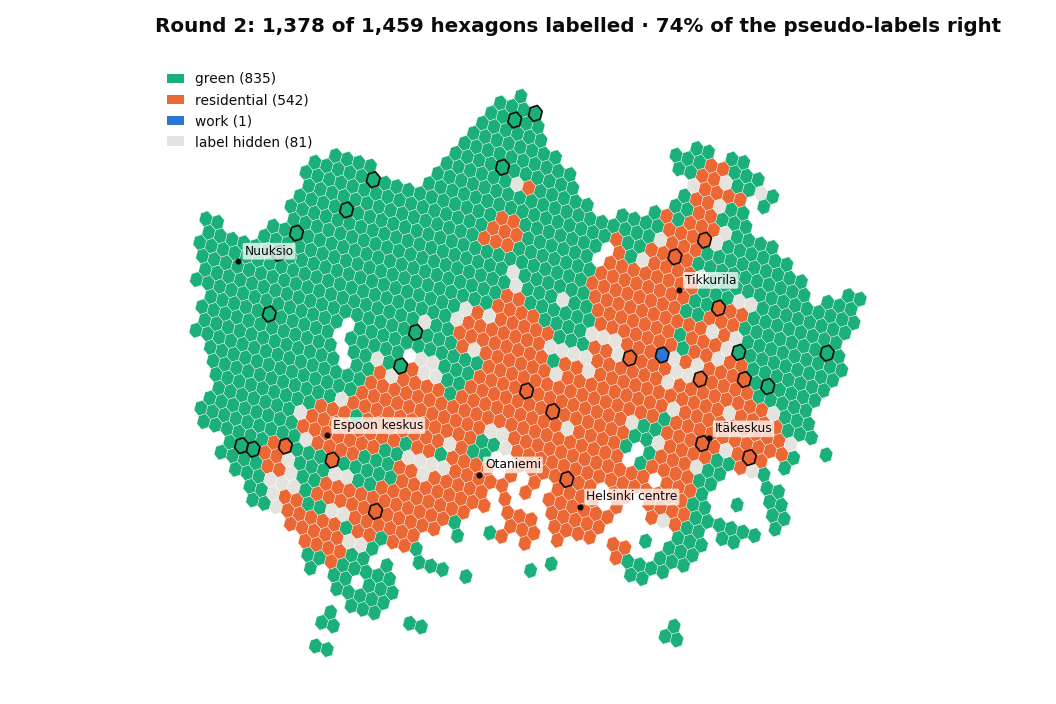 Round 2: 1,378 of 1,459 hexagons labelled · 74% of the pseudo-labels right
green (835)
residential (542)
work (1)
label hidden (81)
Nuuksio
Tikkurila
Espoon keskus
Itäkeskus
Otaniemi
Helsinki centre